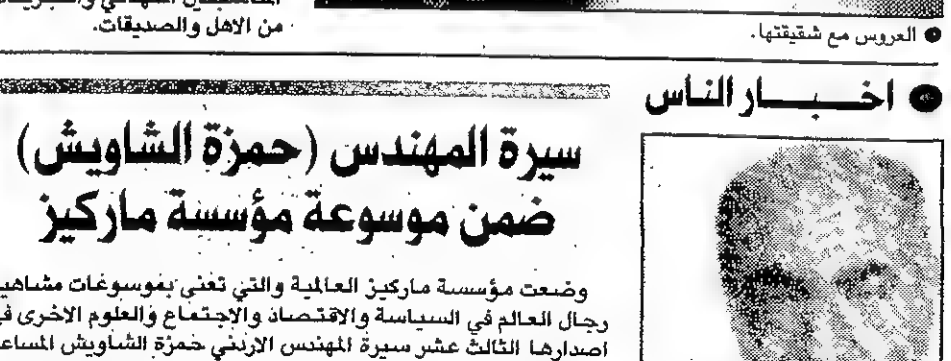 والتبريكات
من الاهل والصديقات.
العروس مع شقيقتها.
اخبار الناس
سيرة المهندس (حمزة الشاويش)
ضمن موسوعة مؤسسة ماركيز
وضعت مؤسسة ماركيز العالمية والتي تعنى بموسوعات مشاهير
رجال العالم في السياسة والاقتصاد والاجتماع والعلوم الاخرى في
اصدارها الثالث عشر سيرة المهندس الاردني حمزة الشاويش المساعد